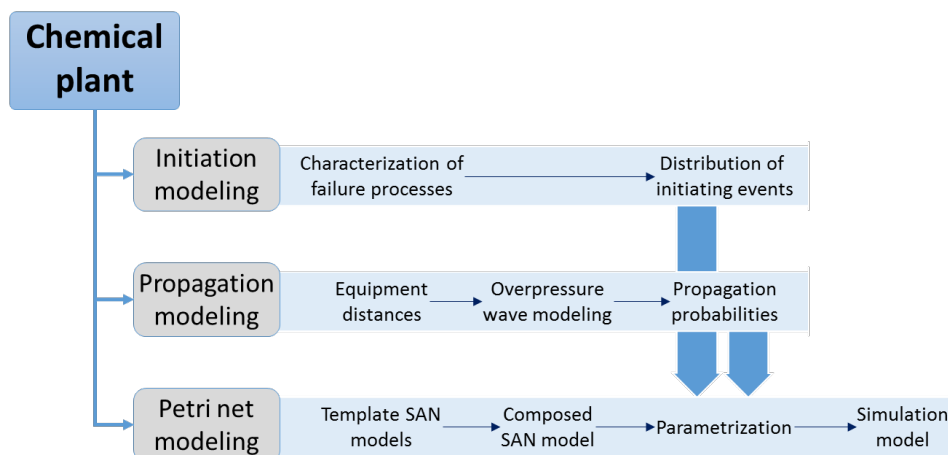 Chemical
plant
Initiation
modeling
Characterization of
failure processes
Distribution of
initiating events
Propagation
modeling
Equipment
distances
Overpressure
wave modeling
Propagation
probabilities
Petri net
modeling
Template SAN
models
Composed
SAN model
Parametrization
Simulation
model